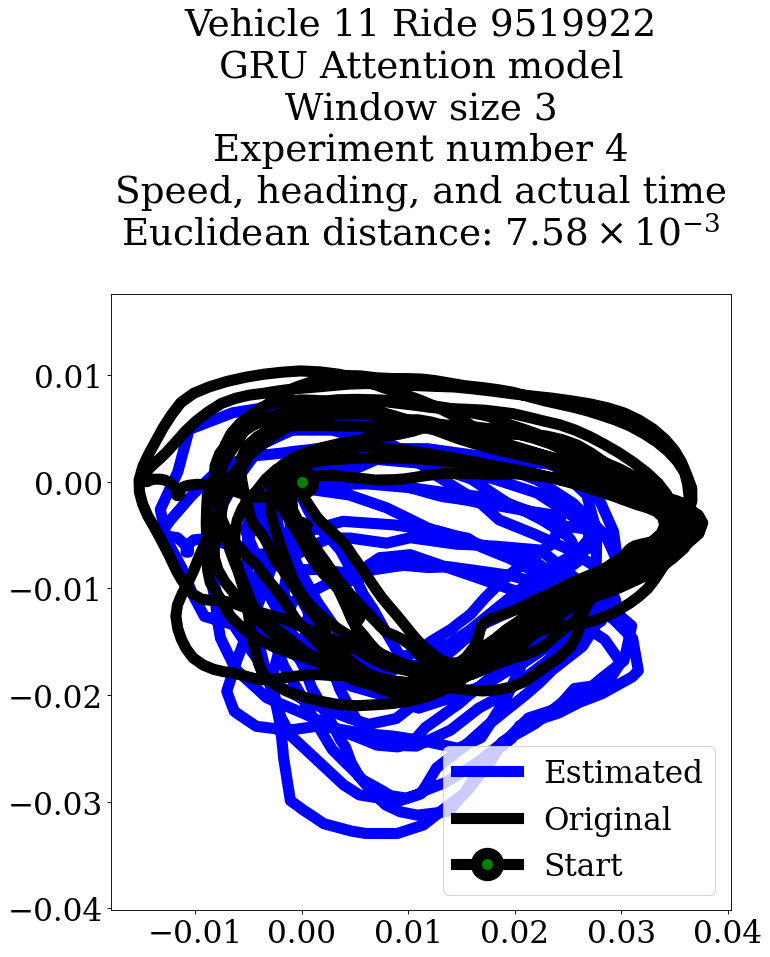 Vehicle 11 Ride 9519922
GRU Attention model
Window size 3
Experiment number 4
Speed, heading, and actual time
Euclidean distance: 7.58 × 10⁻³
0.01
0.00
−0.01
−0.02
−0.03
−0.04
Estimated
Original
Start
−0.01 0.00 0.01 0.02 0.03 0.04